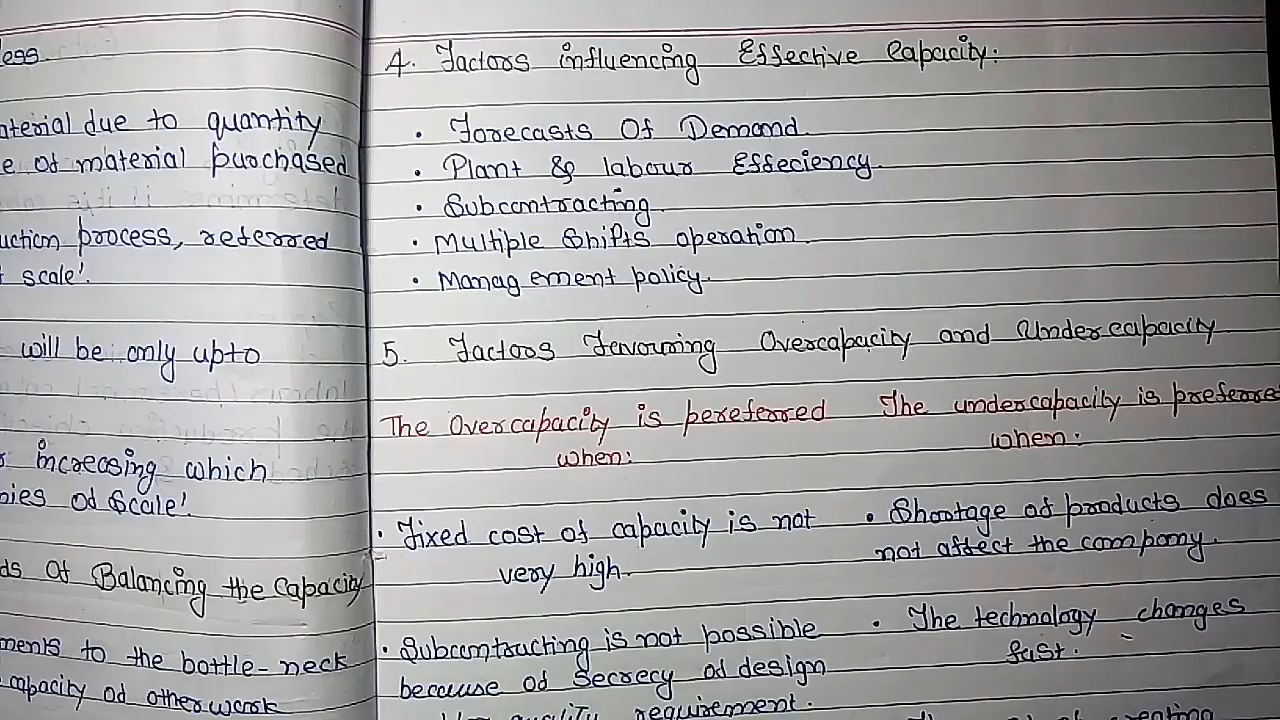 ess.
aterial due to quantity
e of material purchased
uction process, referred
scale'.
will be only upto
increasing which
nies of Scale'.
ds Of Balancing the Capacity
ments to the bottle-neck
capacity of other work
4. Factors influencing Effective Capacity:
• Forecasts Of Demand.
• Plant & labour Effeciency.
• Subcontracting.
• Multiple Shifts operation.
• Management policy.
5. Factors Favouring Overcapacity and Undercapacity
The Overcapacity is pereferred
when:
• Fixed cost of capacity is not
very high.
• Subcontracting is not possible
because of Secrecy of design
quality requirement.
The undercapacity is preferre
when:
• Shortage of products does
not affect the company.
• The technology changes
fast.